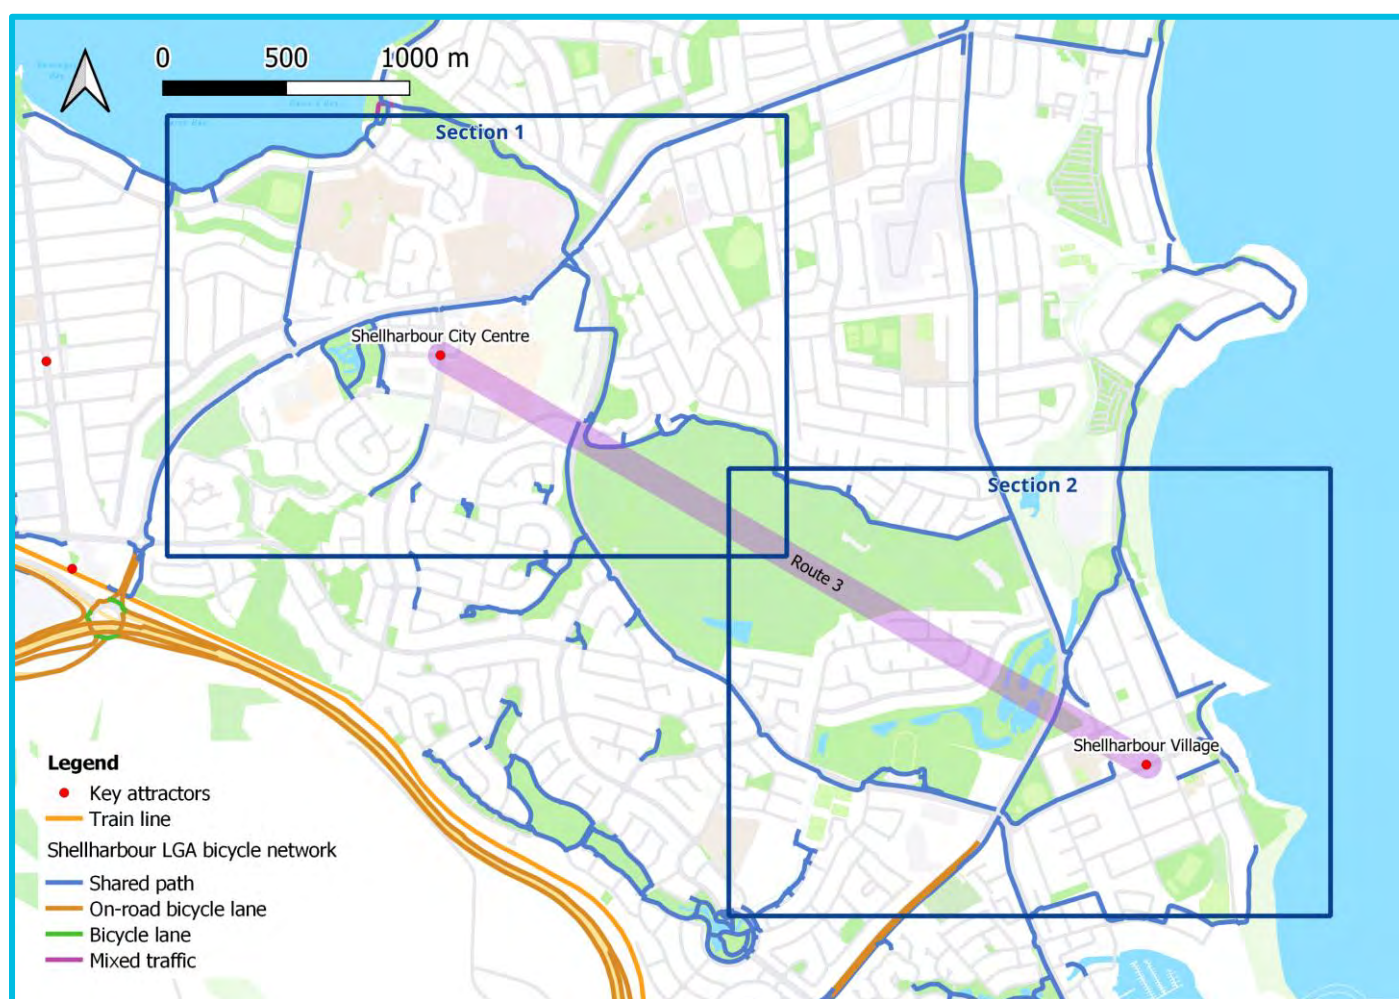 0 500 1000 m
Section 1
Shellharbour City Centre
Section 2
Route 3
Shellharbour Village
Legend
Key attractors
Train line
Shellharbour LGA bicycle network
Shared path
On-road bicycle lane
Bicycle lane
Mixed traffic